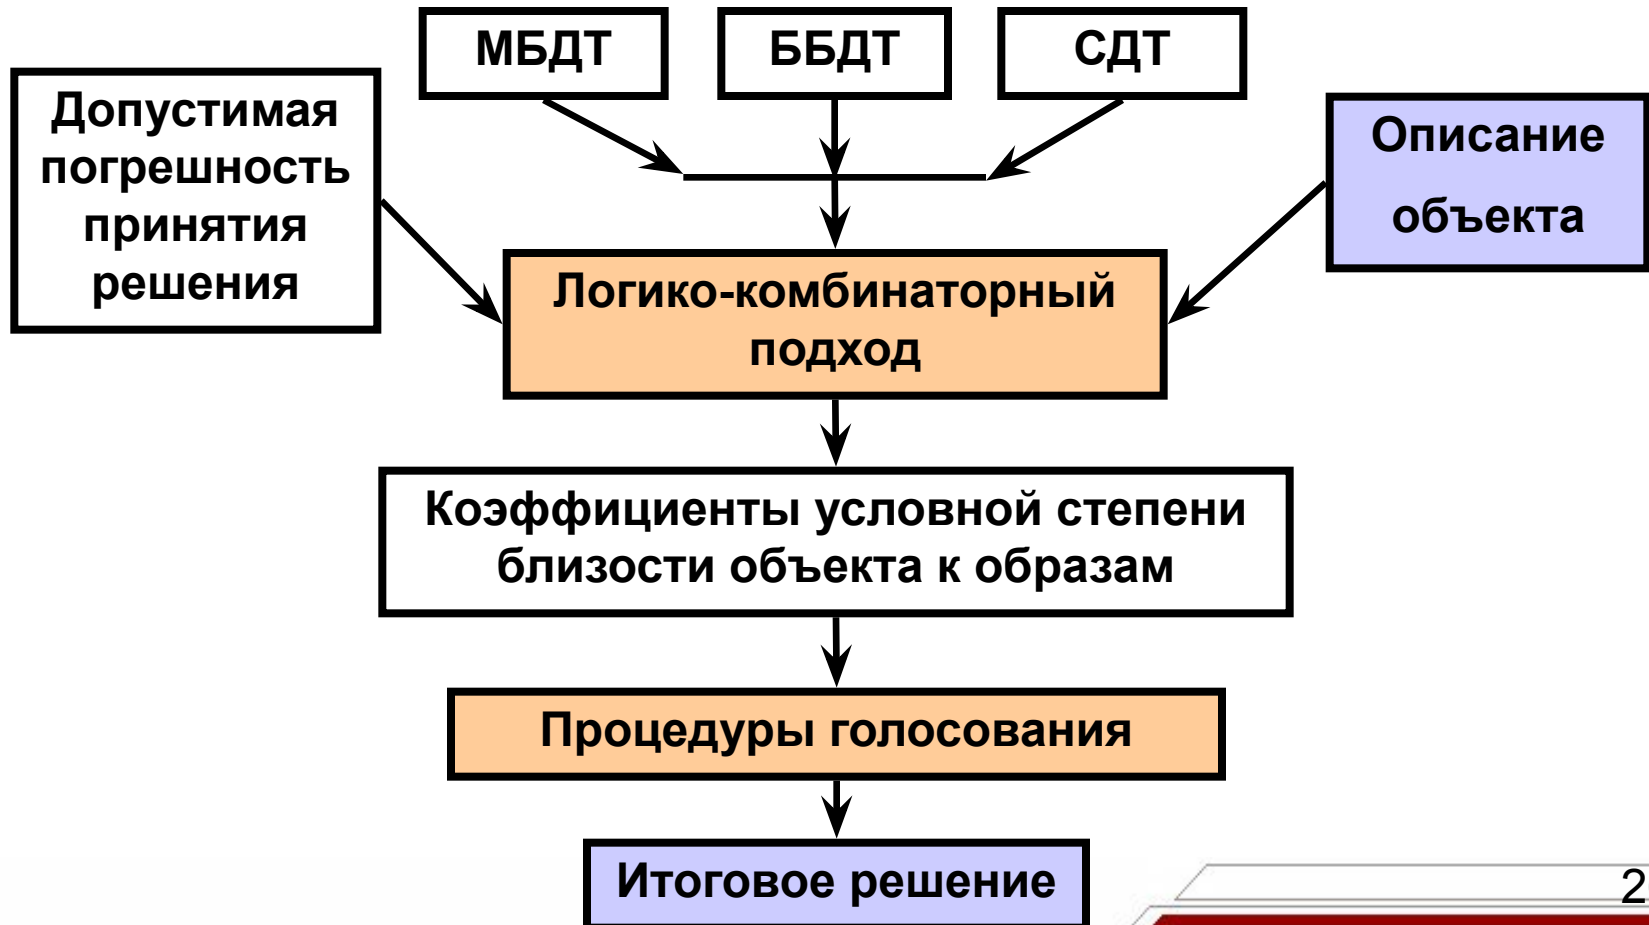 МБДТ
ББДТ
СДТ
Допустимая
погрешность
принятия
решения
Описание
объекта
Логико-комбинаторный
подход
Коэффициенты условной степени
близости объекта к образам
Процедуры голосования
Итоговое решение
2